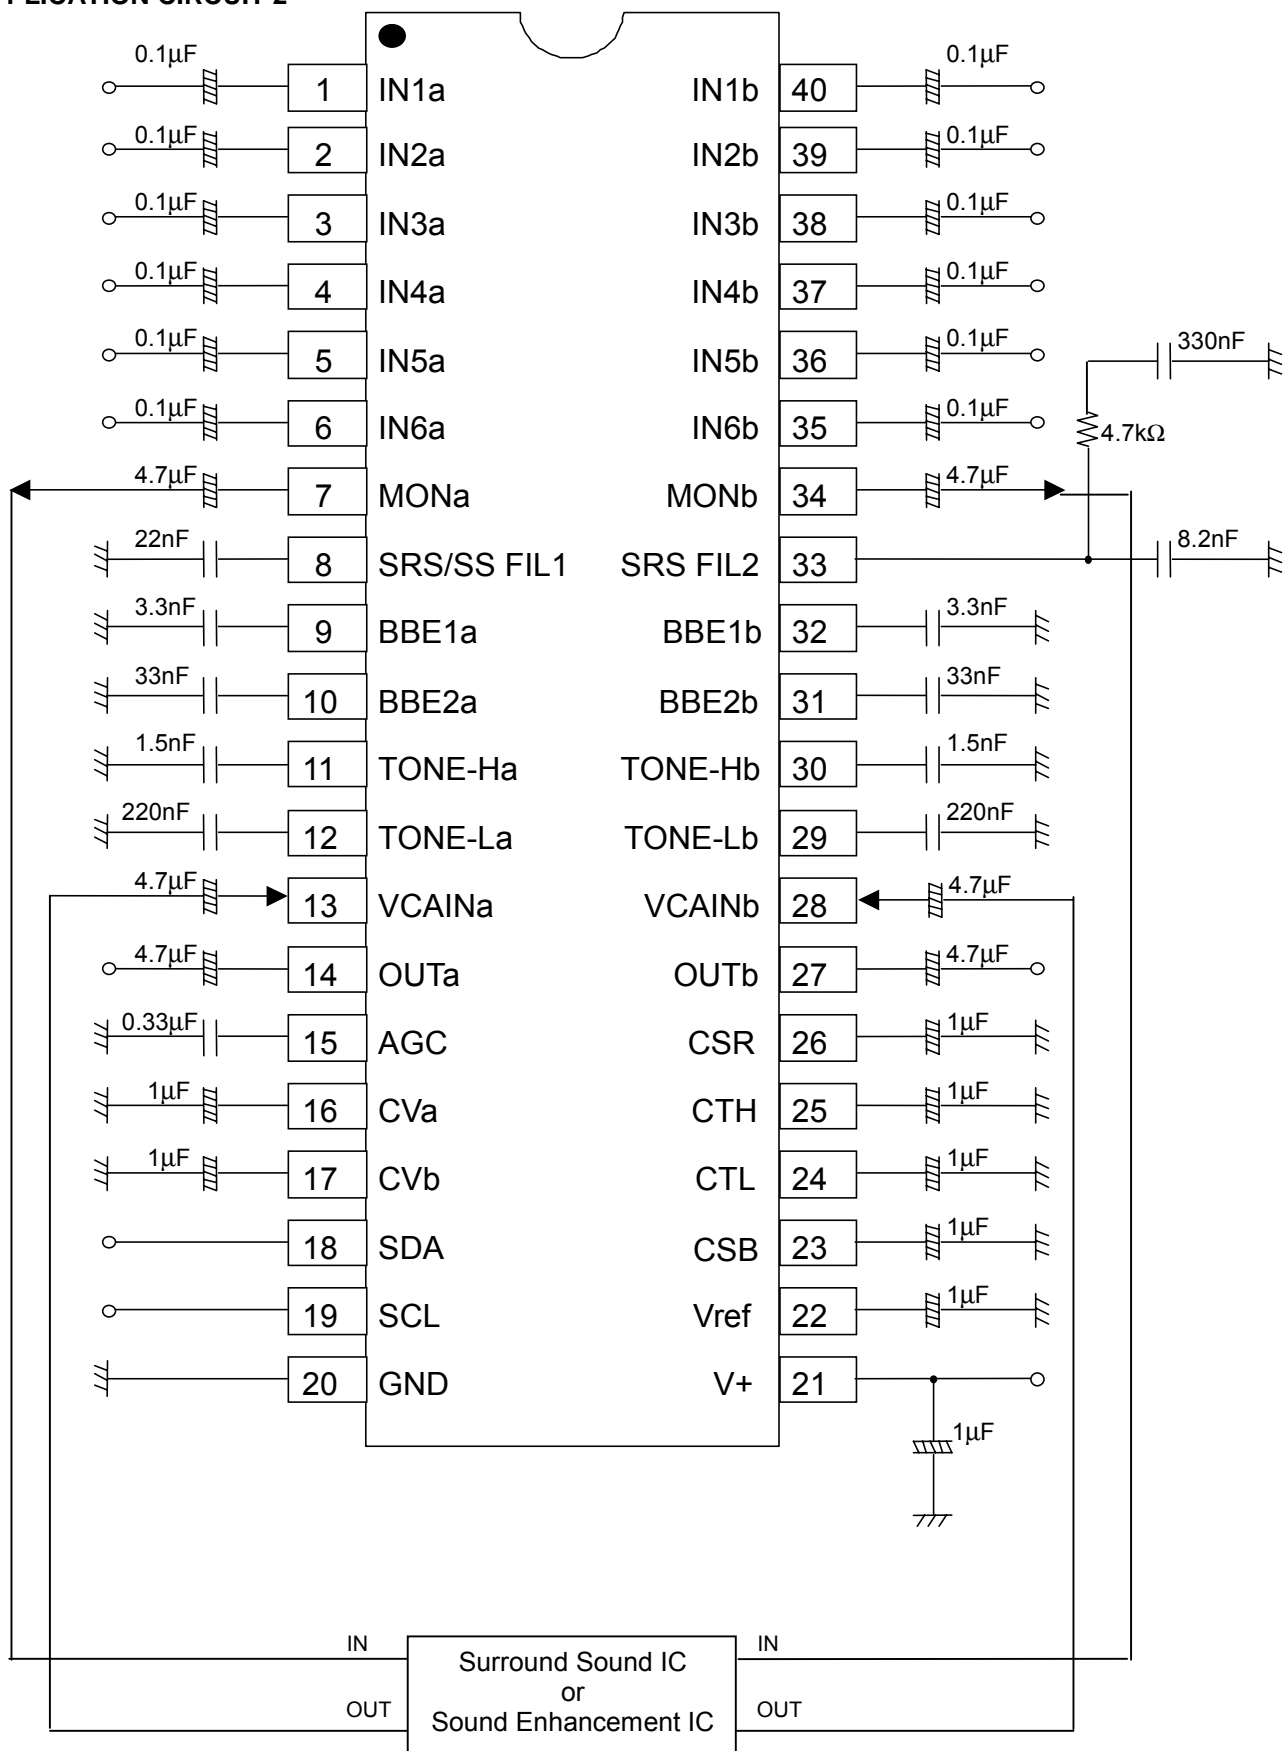 PLICATION CIRCUIT 2
0.1µF 1 IN1a IN1b 40 0.1µF
0.1µF 2 IN2a IN2b 39 0.1µF
0.1µF 3 IN3a IN3b 38 0.1µF
0.1µF 4 IN4a IN4b 37 0.1µF
0.1µF 5 IN5a IN5b 36 0.1µF 330nF
0.1µF 6 IN6a IN6b 35 0.1µF 4.7kΩ
4.7µF 7 MONa MONb 34 4.7µF
22nF 8 SRS/SS FIL1 SRS FIL2 33 8.2nF
3.3nF 9 BBE1a BBE1b 32 3.3nF
33nF 10 BBE2a BBE2b 31 33nF
1.5nF 11 TONE-Ha TONE-Hb 30 1.5nF
220nF 12 TONE-La TONE-Lb 29 220nF
4.7µF 13 VCAINa VCAINb 28 4.7µF
4.7µF 14 OUTa OUTb 27 4.7µF
0.33µF 15 AGC CSR 26 1µF
1µF 16 CVa CTH 25 1µF
1µF 17 CVb CTL 24 1µF
18 SDA CSB 23 1µF
19 SCL Vref 22 1µF
20 GND V+ 21
1µF
IN Surround Sound IC IN
or
OUT Sound Enhancement IC OUT